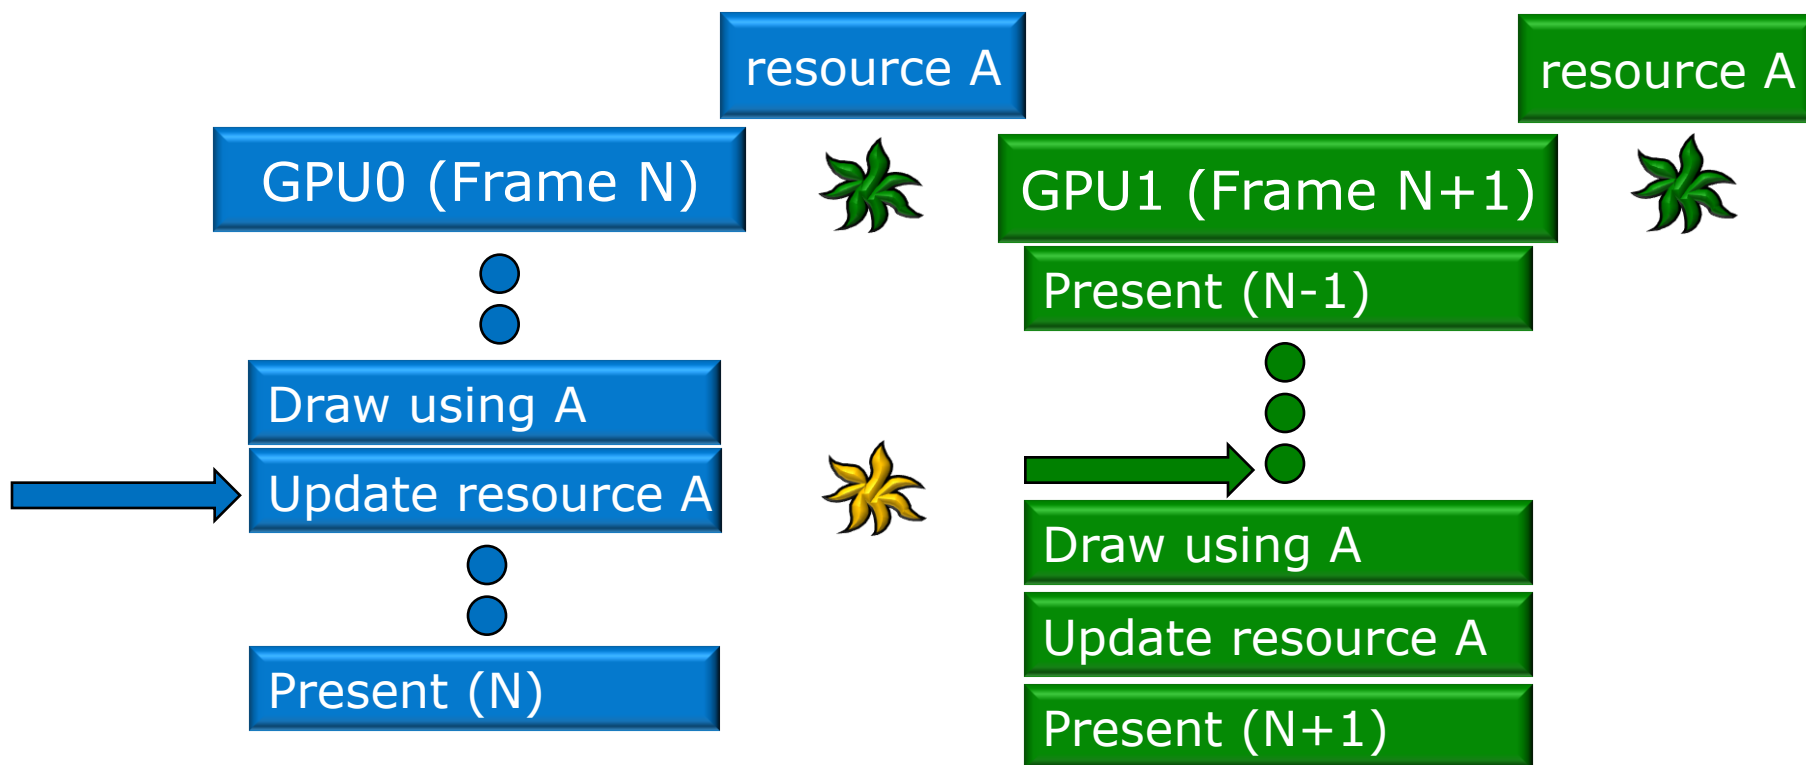 resource A
GPU0 (Frame N)
Draw using A
Update resource A
Present (N)
resource A
GPU1 (Frame N+1)
Present (N-1)
Draw using A
Update resource A
Present (N+1)